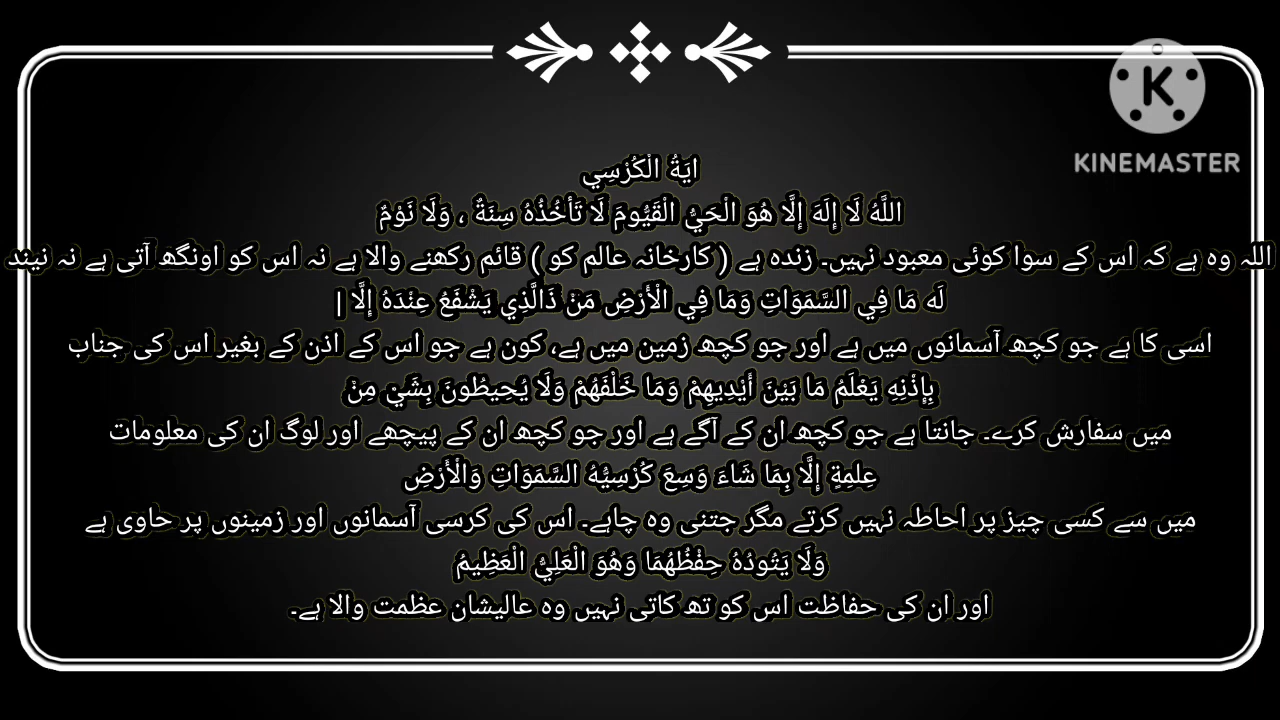 KINEMASTER
ايَةُ الْكُرْسِي
اللَّهُ لَا إِلَهَ إِلَّا هُوَ الْحَيُّ الْقَيُّومَ لَا تَأْخُذُهُ سِنَةٌ ، وَلَا نَوْمٌ
اللہ وہ ہے کہ اس کے سوا کوئی معبود نہیں۔ زندہ ہے ( کارخانہ عالم کو ) قائم رکھنے والا ہے نہ اس کو اونگھ آتی ہے نہ نیند
لَه مَا فِي السَّمَوَاتِ وَمَا فِي الْأَرْضِ مَنْ ذَالَّذِي يَشْفَعُ عِنْدَهُ إِلَّا |
اسی کا ہے جو کچھ آسمانوں میں ہے اور جو کچھ زمین میں ہے، کون ہے جو اس کے اذن کے بغیر اس کی جناب
بِإِذْنِهِ يَعْلَمُ مَا بَيْنَ أَيْدِيهِمْ وَمَا خَلْفَهُمْ وَلَا يُحِيطُونَ بِشَيْ مِنْ
میں سفارش کرے۔ جانتا ہے جو کچھ ان کے آگے ہے اور جو کچھ ان کے پیچھے اور لوگ ان کی معلومات
عِلمِةٍ إِلَّا بِمَا شَاءَ وَسِعَ كُرْسِيُّهُ السَّمَوَاتِ وَالْأَرْضِ
میں سے کسی چیز پر احاطہ نہیں کرتے مگر جتنی وہ چاہے۔ اس کی کرسی آسمانوں اور زمینوں پر حاوی ہے
وَلَا يَتُودُهُ حِفْظُهُمَا وَهُوَ الْعَلِيُّ الْعَظِيمُ
اور ان کی حفاظت اس کو تھ کاتی نہیں وہ عالیشان عظمت والا ہے۔